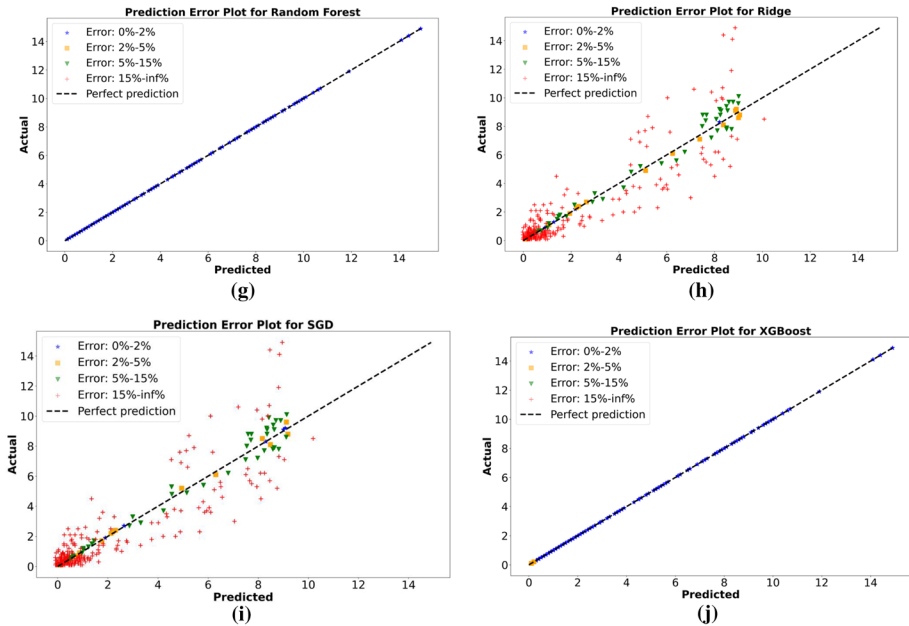 Prediction Error Plot for Random Forest
Error: 0%-2%
Error: 2%-5%
Error: 5%-15%
Error: 15%-inf%
Perfect prediction
Actual
14
12
10
8
6
4
2
0
0 2 4 6 8 10 12 14
Predicted
(g)
Prediction Error Plot for Ridge
Error: 0%-2%
Error: 2%-5%
Error: 5%-15%
Error: 15%-inf%
Perfect prediction
Actual
14
12
10
8
6
4
2
0
0 2 4 6 8 10 12 14
Predicted
(h)
Prediction Error Plot for SGD
Error: 0%-2%
Error: 2%-5%
Error: 5%-15%
Error: 15%-inf%
Perfect prediction
Actual
14
12
10
8
6
4
2
0
0 2 4 6 8 10 12 14
Predicted
(i)
Prediction Error Plot for XGBoost
Error: 0%-2%
Error: 2%-5%
Error: 5%-15%
Error: 15%-inf%
Perfect prediction
Actual
14
12
10
8
6
4
2
0
0 2 4 6 8 10 12 14
Predicted
(j)